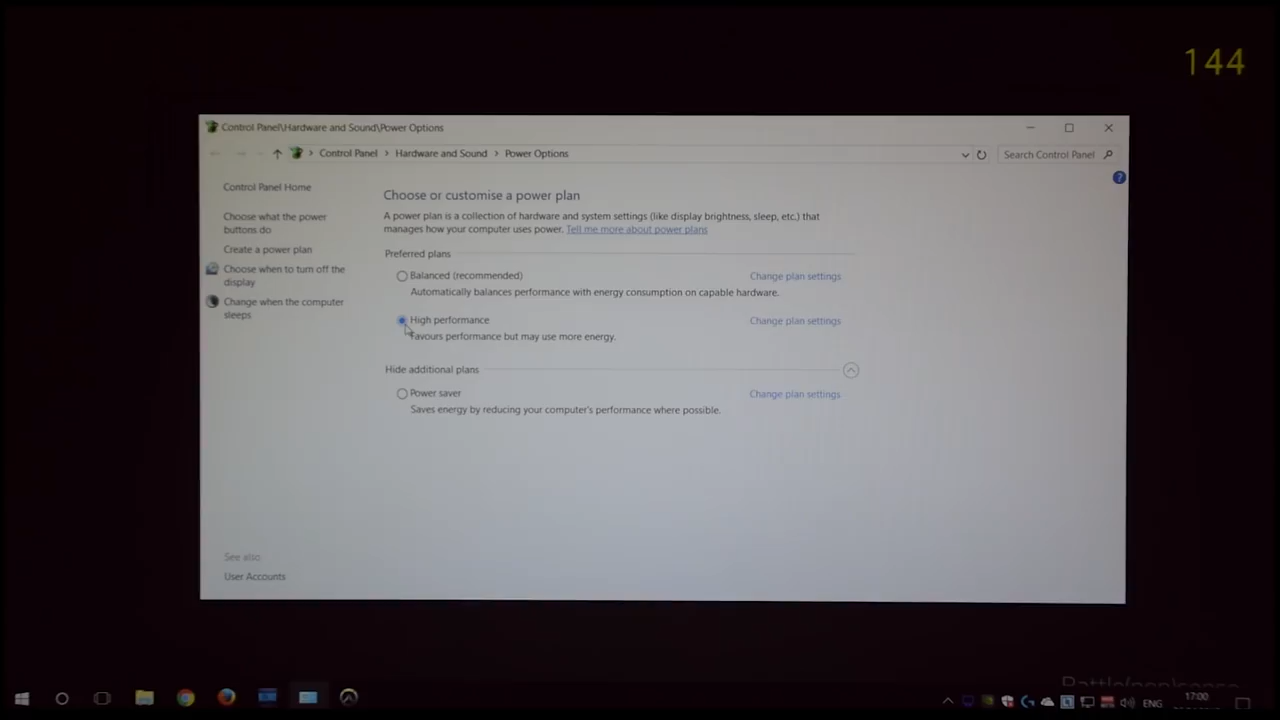 144
Control Panel\Hardware and Sound\Power Options
Control Panel > Hardware and Sound > Power Options
Search Control Panel
?
Control Panel Home
Choose what the power
buttons do
Create a power plan
Choose when to turn off the
display
Change when the computer
sleeps
Choose or customise a power plan
A power plan is a collection of hardware and system settings (like display brightness, sleep, etc.) that
manages how your computer uses power. Tell me more about power plans
Preferred plans
Balanced (recommended)
Change plan settings
Automatically balances performance with energy consumption on capable hardware.
High performance
Change plan settings
Favours performance but may use more energy.
Hide additional plans
Power saver
Change plan settings
Saves energy by reducing your computer's performance where possible.
See also
User Accounts
ENG
17:00